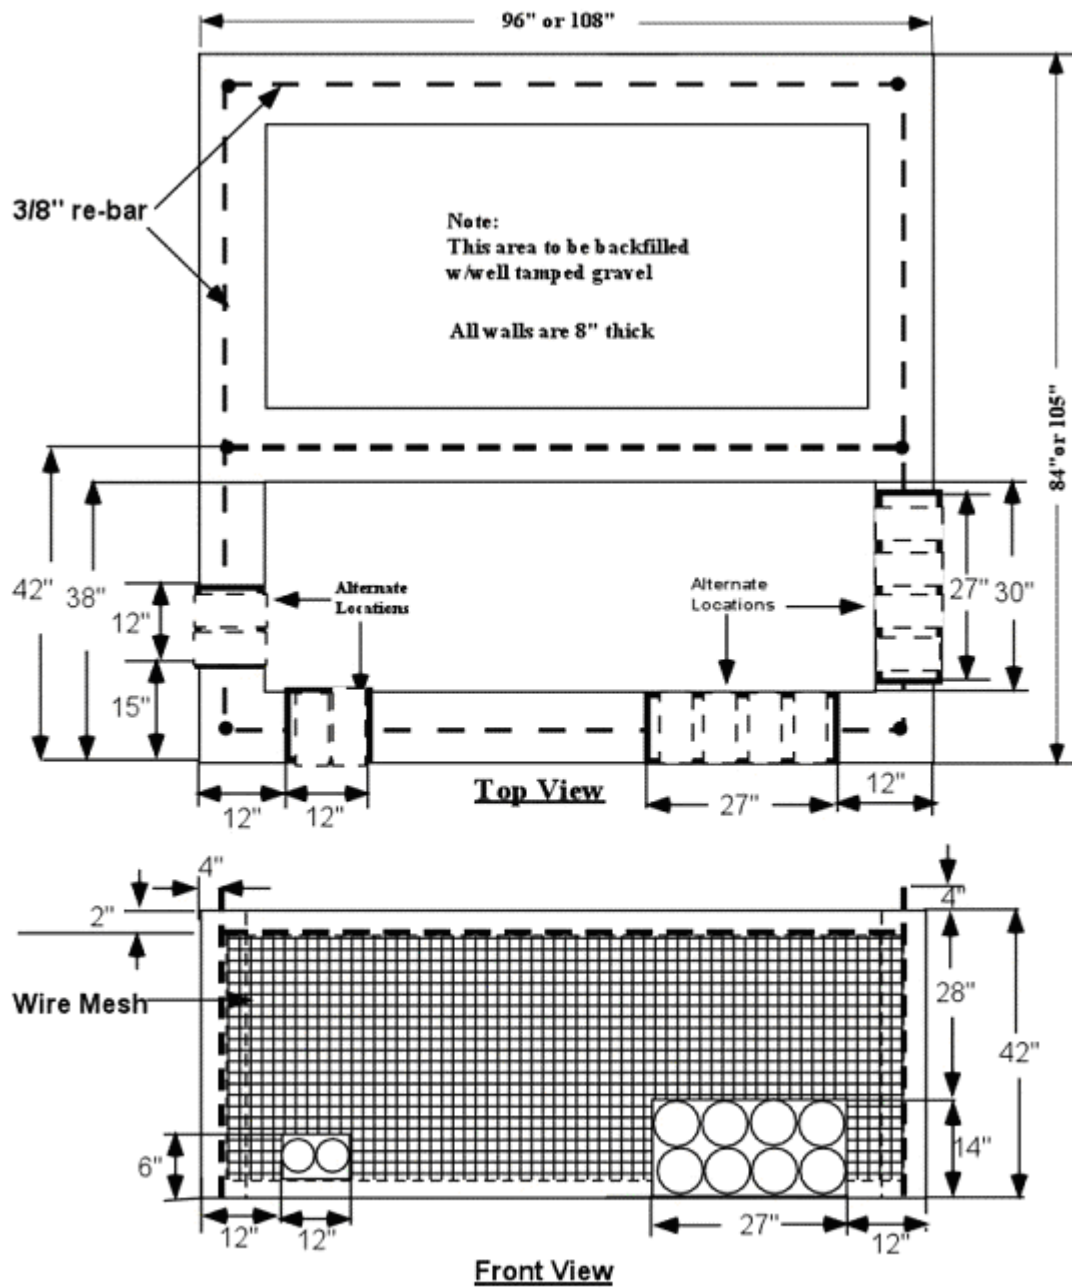 96" or 108"
3/8" re-bar
Note:
This area to be backfilled
w/well tamped gravel
All walls are 8" thick
84" or 105"
42"
38"
12"
15"
Alternate
Locations
Alternate
Locations
27"
30"
12"
12"
Top View
27"
12"
4"
2"
4"
Wire Mesh
28"
42"
6"
14"
12"
12"
27"
12"
Front View